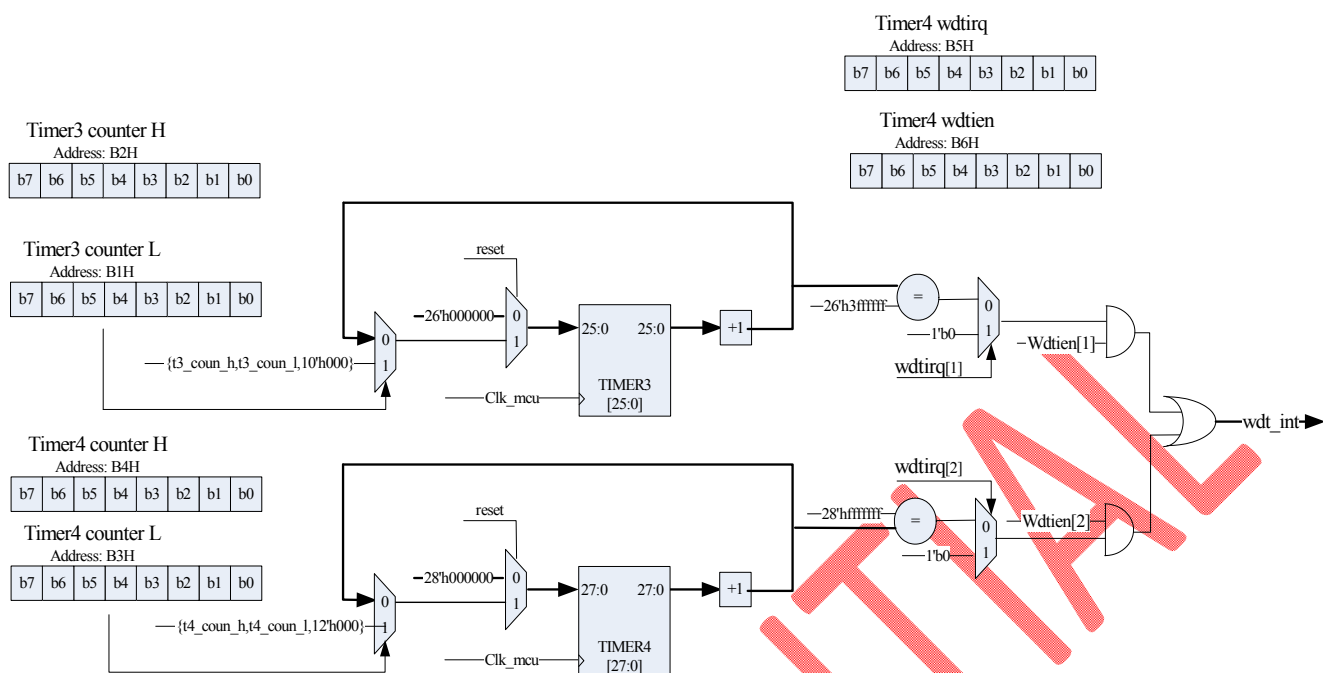 Timer4 wdtirq
Address: B5H
b7 b6 b5 b4 b3 b2 b1 b0
Timer4 wdtien
Address: B6H
b7 b6 b5 b4 b3 b2 b1 b0
Timer3 counter H
Address: B2H
b7 b6 b5 b4 b3 b2 b1 b0
Timer3 counter L
Address: B1H
b7 b6 b5 b4 b3 b2 b1 b0
reset
26'h000000
0
1
0
1
{t3_coun_h,t3_coun_l,10'h000}
25:0 25:0
TIMER3
[25:0]
Clk_mcu
+1
=
26'h3ffffff
0
1
1'b0
wdtirq[1]
Wdtien[1]
wdt_int
Timer4 counter H
Address: B4H
b7 b6 b5 b4 b3 b2 b1 b0
Timer4 counter L
Address: B3H
b7 b6 b5 b4 b3 b2 b1 b0
reset
28'h000000
0
1
0
1
{t4_coun_h,t4_coun_l,12'h000}
27:0 27:0
TIMER4
[27:0]
Clk_mcu
+1
wdtirq[2]
28'hfffffff
=
0
1
1'b0
Wdtien[2]